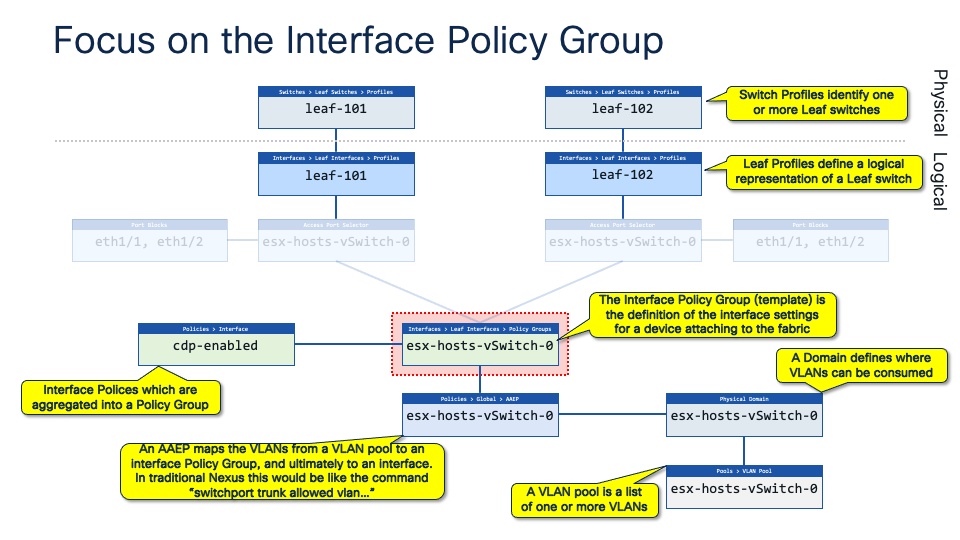 Focus on the Interface Policy Group
Physical
Logical
Switches > Leaf Switches > Profiles
leaf-101
Switches > Leaf Switches > Profiles
leaf-102
Switch Profiles identify one
or more Leaf switches
Interfaces > Leaf Interfaces > Profiles
leaf-101
Interfaces > Leaf Interfaces > Profiles
leaf-102
Leaf Profiles define a logical
representation of a Leaf switch
Port Blocks
eth1/1, eth1/2
Access Port Selector
esx-hosts-vSwitch-0
Access Port Selector
esx-hosts-vSwitch-0
Port Blocks
eth1/1, eth1/2
The Interface Policy Group (template) is
the definition of the interface settings
for a device attaching to the fabric
Policies > Interface
cdp-enabled
Interfaces > Leaf Interfaces > Policy Groups
esx-hosts-vSwitch-0
A Domain defines where
VLANs can be consumed
Interface Polices which are
aggregated into a Policy Group
Policies > Global > AAEP
esx-hosts-vSwitch-0
Physical Domain
esx-hosts-vSwitch-0
An AAEP maps the VLANs from a VLAN pool to an
Interface Policy Group, and ultimately to an interface.
In traditional Nexus this would be like the command
“switchport trunk allowed vlan...”
A VLAN pool is a list
of one or more VLANs
Pools > VLAN Pool
esx-hosts-vSwitch-0